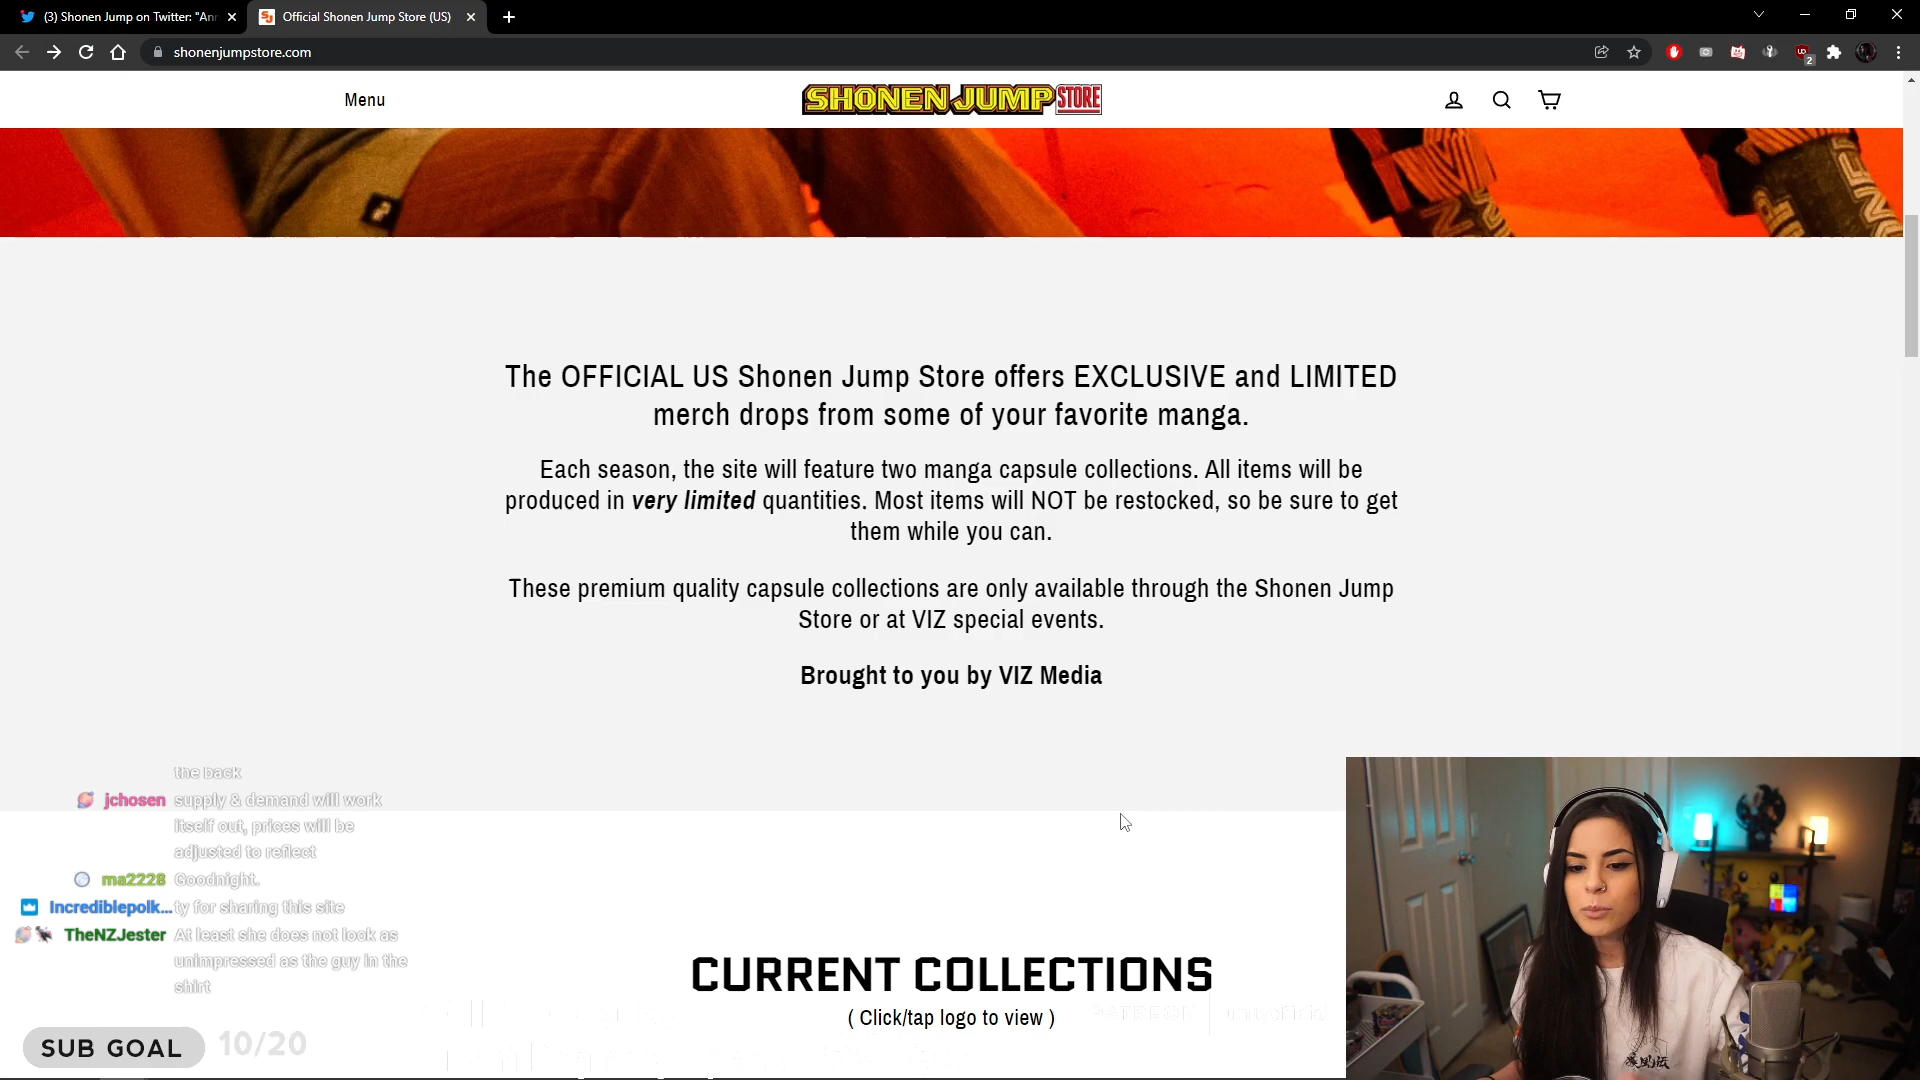 (3) Shonen Jump on Twitter: "Ann
Official Shonen Jump Store (US)
shonenjumpstore.com
2
Menu
SHONEN JUMP STORE
The OFFICIAL US Shonen Jump Store offers EXCLUSIVE and LIMITED
merch drops from some of your favorite manga.
Each season, the site will feature two manga capsule collections. All items will be
produced in very limited quantities. Most items will NOT be restocked, so be sure to get
them while you can.
These premium quality capsule collections are only available through the Shonen Jump
Store or at VIZ special events.
Brought to you by VIZ Media
the back
jchosen supply & demand will work
itself out, prices will be
adjusted to reflect
ma2228 Goodnight.
Incrediblepolk... ty for sharing this site
TheNZJester At least she does not look as
unimpressed as the guy in the
shirt
CURRENT COLLECTIONS
( Click/tap logo to view )
SUB GOAL 10/20